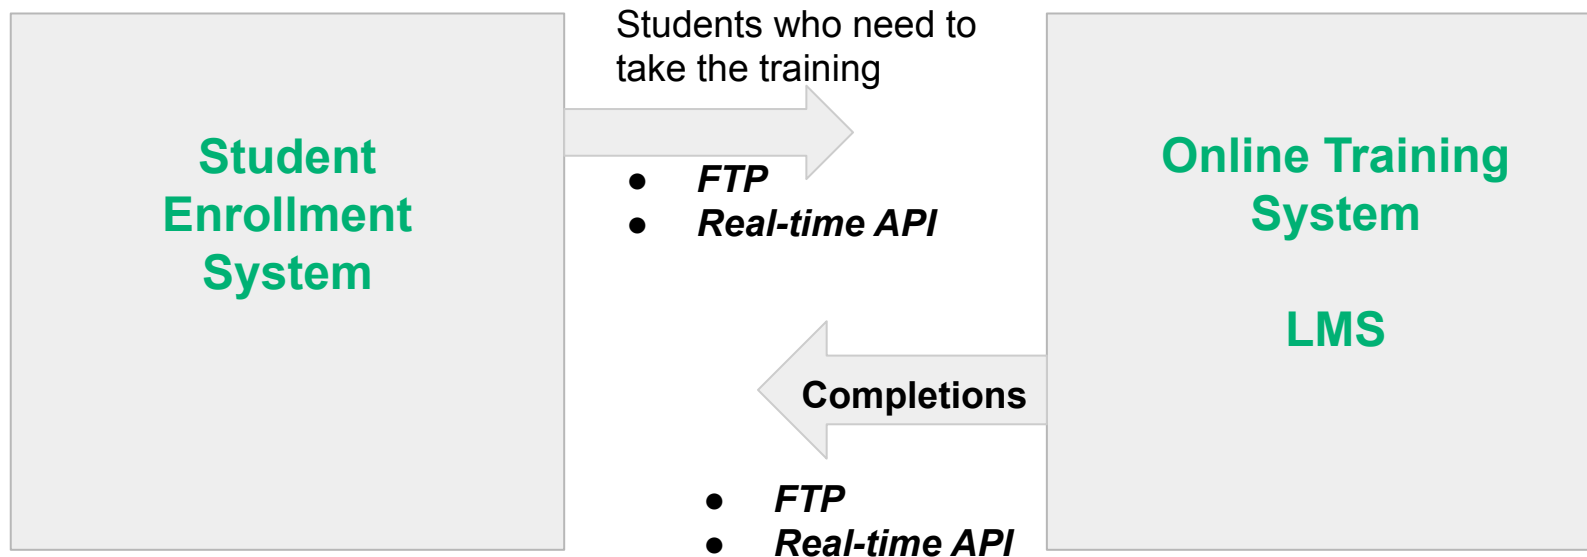 Student
Enrollment
System
Students who need to
take the training
● FTP
● Real-time API
Completions
● FTP
● Real-time API
Online Training
System
LMS